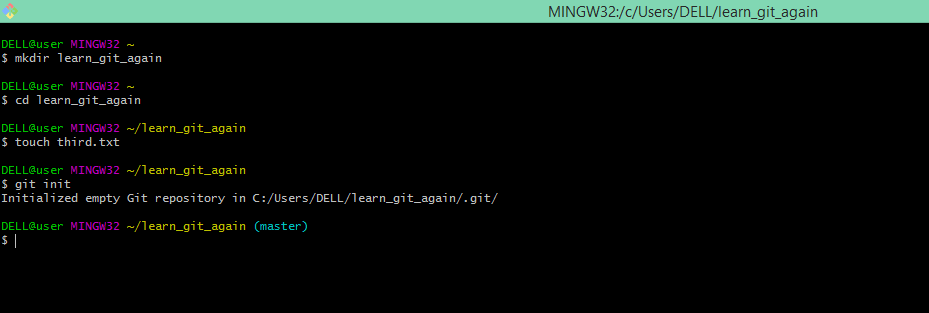 MINGW32:/c/Users/DELL/learn_git_again
DELL@user MINGW32 ~
$ mkdir learn_git_again
DELL@user MINGW32 ~
$ cd learn_git_again
DELL@user MINGW32 ~/learn_git_again
$ touch third.txt
DELL@user MINGW32 ~/learn_git_again
$ git init
Initialized empty Git repository in C:/Users/DELL/learn_git_again/.git/
DELL@user MINGW32 ~/learn_git_again (master)
$